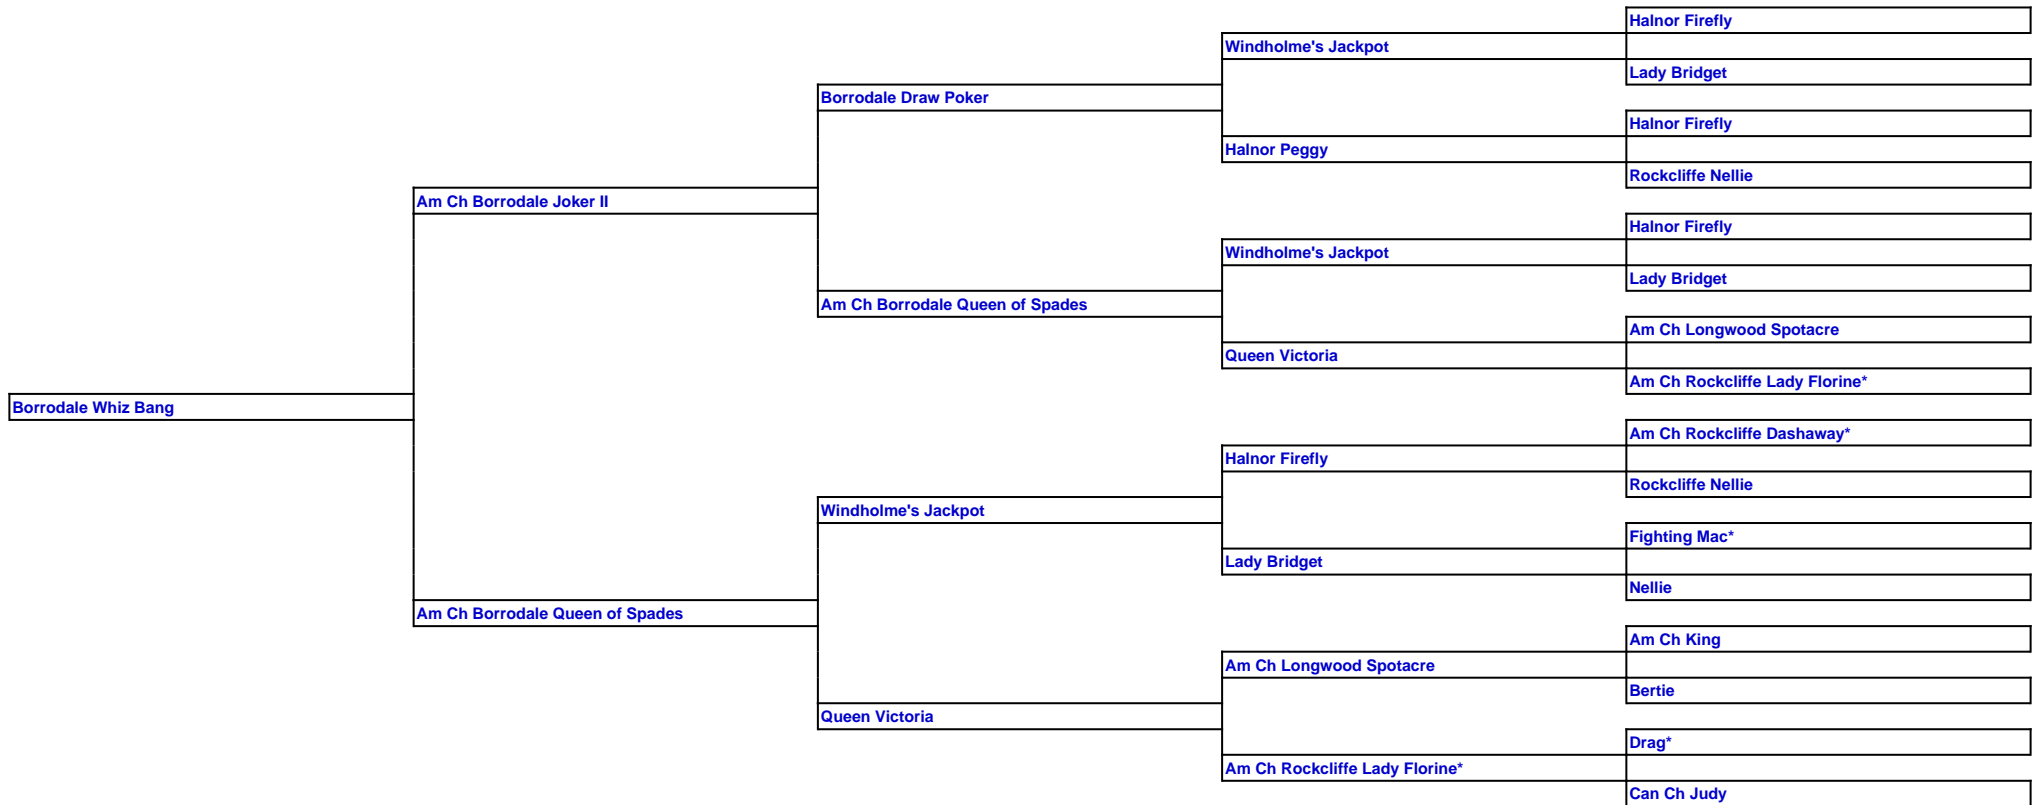 Halnor Firefly
Windholme's Jackpot
Lady Bridget
Borrodale Draw Poker
Halnor Firefly
Halnor Peggy
Rockcliffe Nellie
Am Ch Borrodale Joker II
Halnor Firefly
Windholme's Jackpot
Lady Bridget
Am Ch Borrodale Queen of Spades
Am Ch Longwood Spotacre
Queen Victoria
Am Ch Rockcliffe Lady Florine*
Borrodale Whiz Bang
Am Ch Rockcliffe Dashaway*
Halnor Firefly
Rockcliffe Nellie
Windholme's Jackpot
Fighting Mac*
Lady Bridget
Nellie
Am Ch Borrodale Queen of Spades
Am Ch King
Am Ch Longwood Spotacre
Bertie
Queen Victoria
Drag*
Am Ch Rockcliffe Lady Florine*
Can Ch Judy